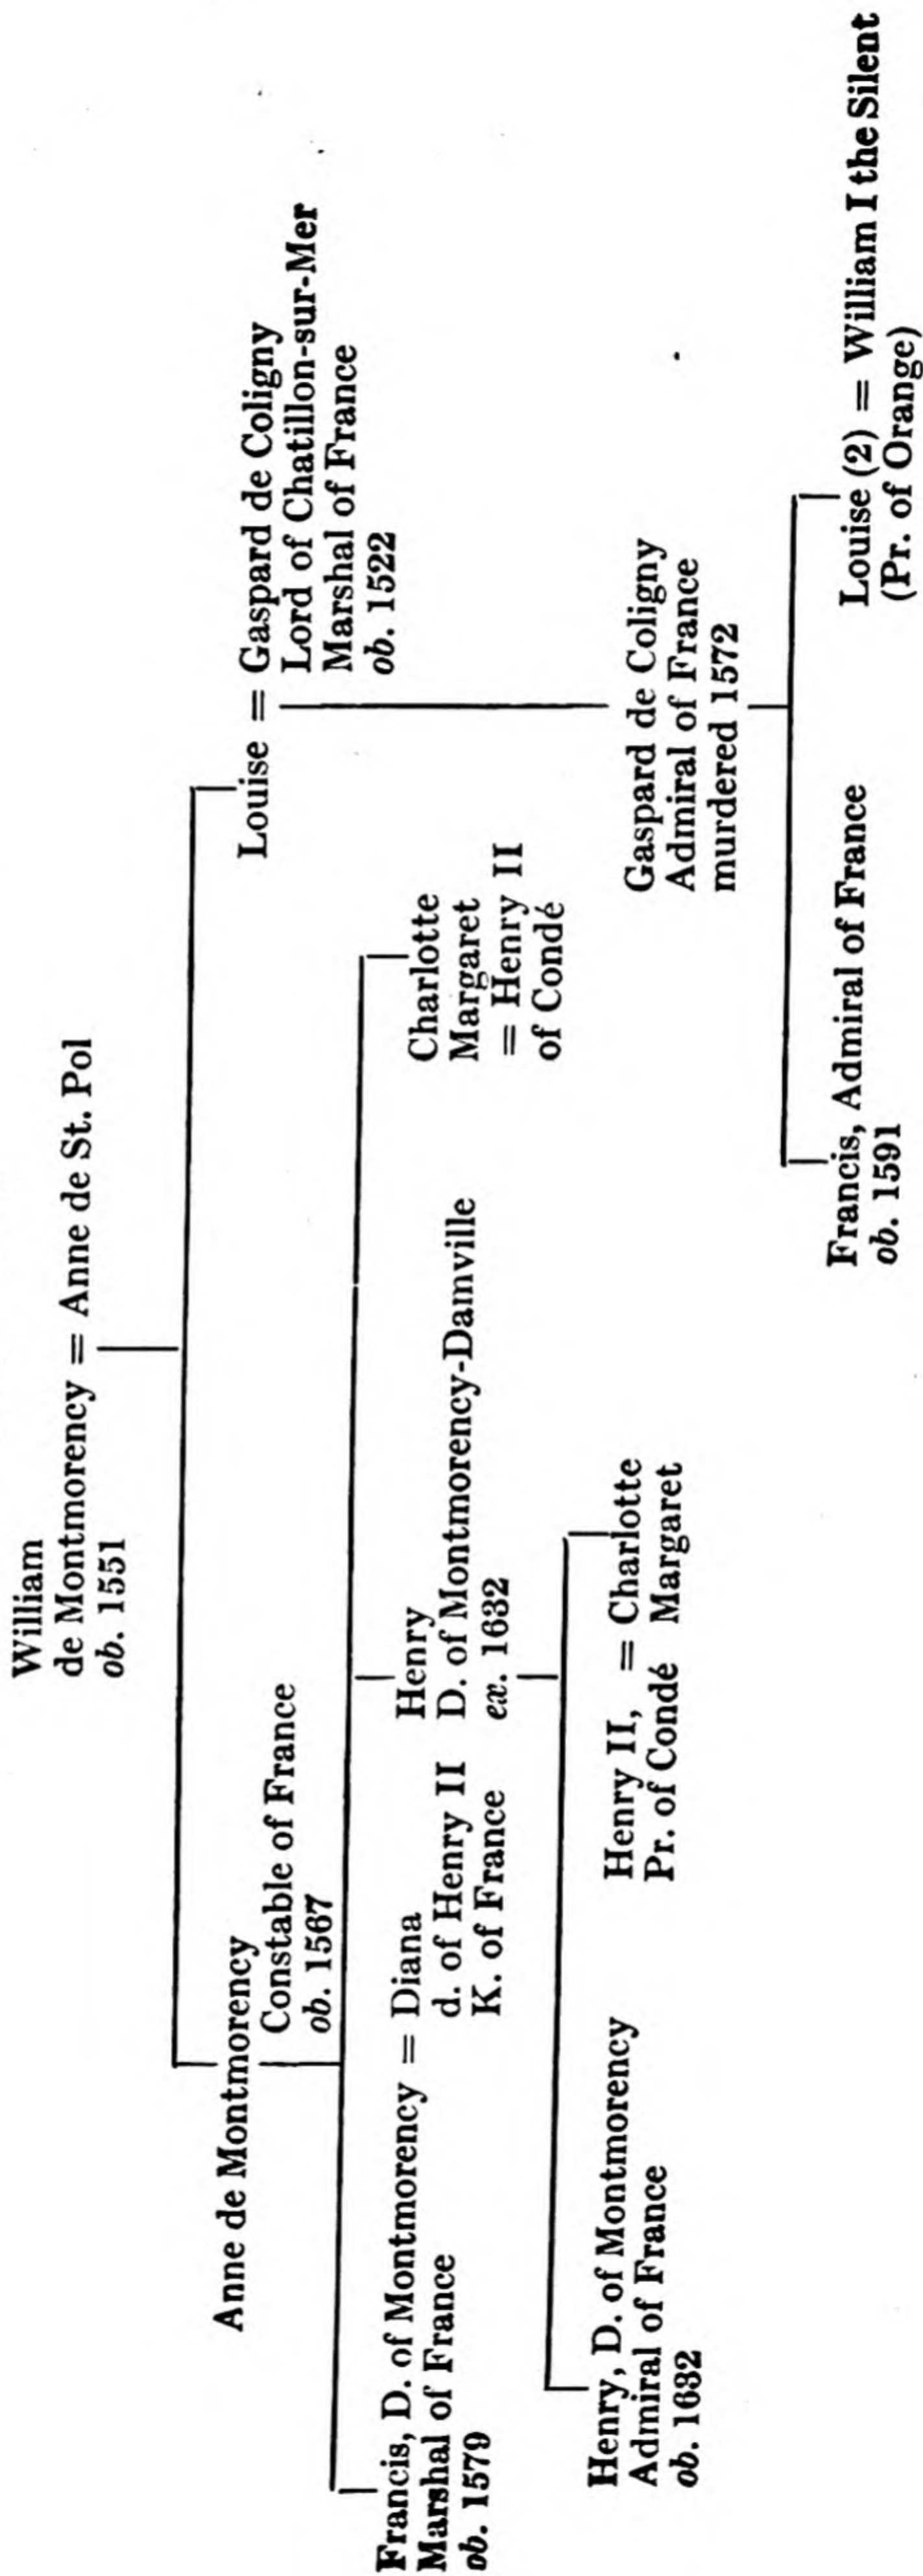 William
de Montmorency = Anne de St. Pol
ob. 1551
Anne de Montmorency
Constable of France
ob. 1567
Louise = Gaspard de Coligny
Lord of Chatillon-sur-Mer
Marshal of France
ob. 1522
Francis, D. of Montmorency = Diana
Marshal of France
d. of Henry II
ob. 1579
K. of France
Henry
D. of Montmorency-Damville
ex. 1632
Charlotte
Margaret
= Henry II
of Condé
Gaspard de Coligny
Admiral of France
murdered 1572
Henry, D. of Montmorency
Admiral of France
ob. 1632
Henry II, = Charlotte
Pr. of Condé Margaret
Francis, Admiral of France
ob. 1591
Louise (2) = William I the Silent
(Pr. of Orange)